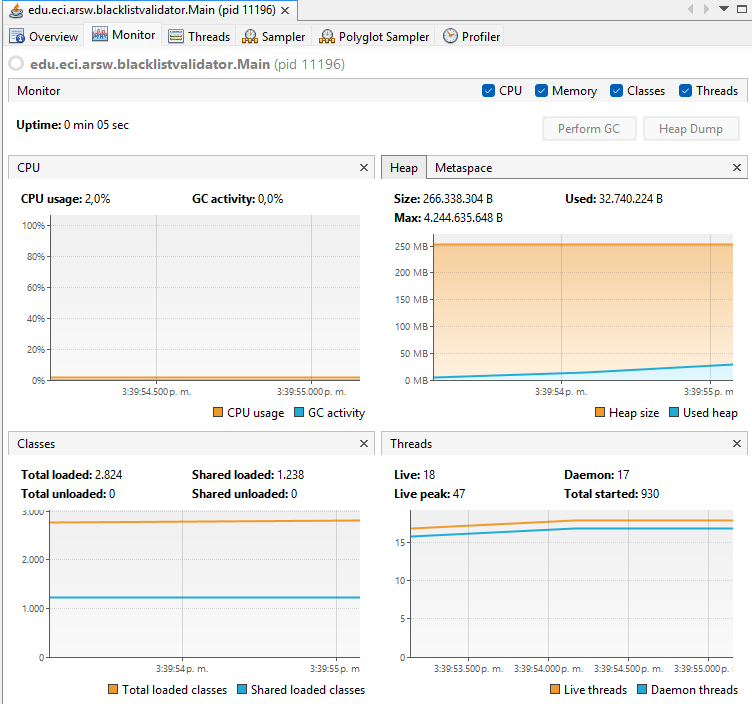 edu.eci.arsw.blacklistvalidator.Main (pid 11196)
Overview Monitor Threads Sampler Polyglot Sampler Profiler
edu.eci.arsw.blacklistvalidator.Main (pid 11196)
Monitor CPU Memory Classes Threads
Uptime: 0 min 05 sec
Perform GC Heap Dump
CPU
CPU usage: 2,0% GC activity: 0,0%
100%
80%
60%
40%
20%
0%
3:39:54.500 p. m. 3:39:55.000 p. m.
CPU usage GC activity
Heap Metaspace
Size: 266.338.304 B Used: 32.740.224 B
Max: 4.244.635.648 B
250 MB
200 MB
150 MB
100 MB
50 MB
0 MB
3:39:54 p. m. 3:39:55 p. m.
Heap size Used heap
Classes
Total loaded: 2.824 Shared loaded: 1.238
Total unloaded: 0 Shared unloaded: 0
3.000
2.000
1.000
0
3:39:54 p. m. 3:39:55 p. m
Total loaded classes Shared loaded classes
Threads
Live: 18 Daemon: 17
Live peak: 47 Total started: 930
15
10
5
0
3:39:53.500 p. m. 3:39:54.000 p. m. 3:39:54.500 p. m. 3:39:55.000 p. m.
Live threads Daemon threads